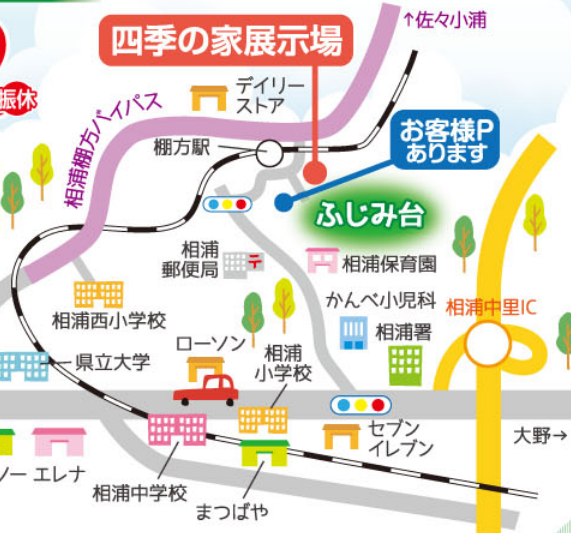 ↑佐々小浦
四季の家展示場
振休
デイリー
ストア
相浦棚方バイパス
棚方駅
お客様P
あります
ふじみ台
相浦
郵便局
〒
相浦保育園
かんべ小児科
相浦中里IC
相浦西小学校
相浦署
ローソン
相浦
小学校
県立大学
セブン
イレブン
大野→
ノー
エレナ
相浦中学校
まつばや